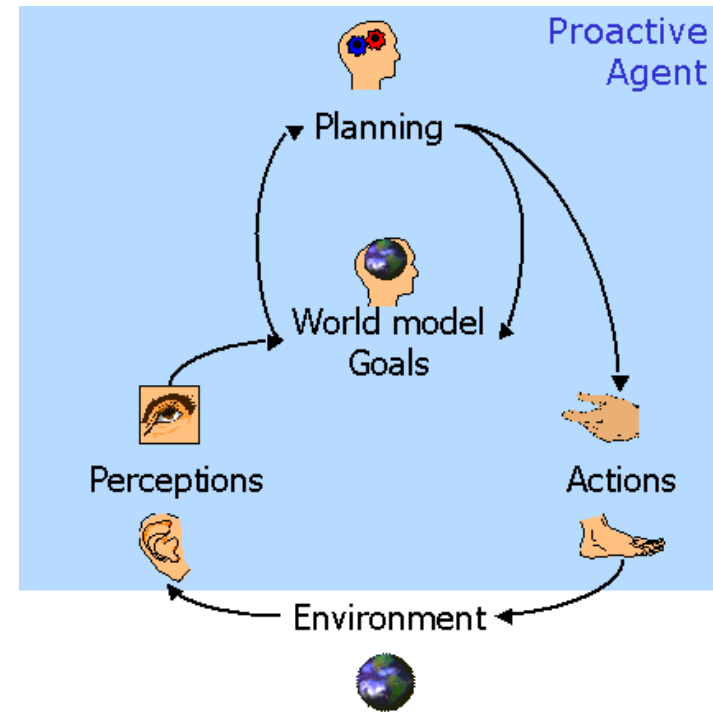 Proactive
Agent
Planning
World model
Goals
Perceptions
Actions
Environment